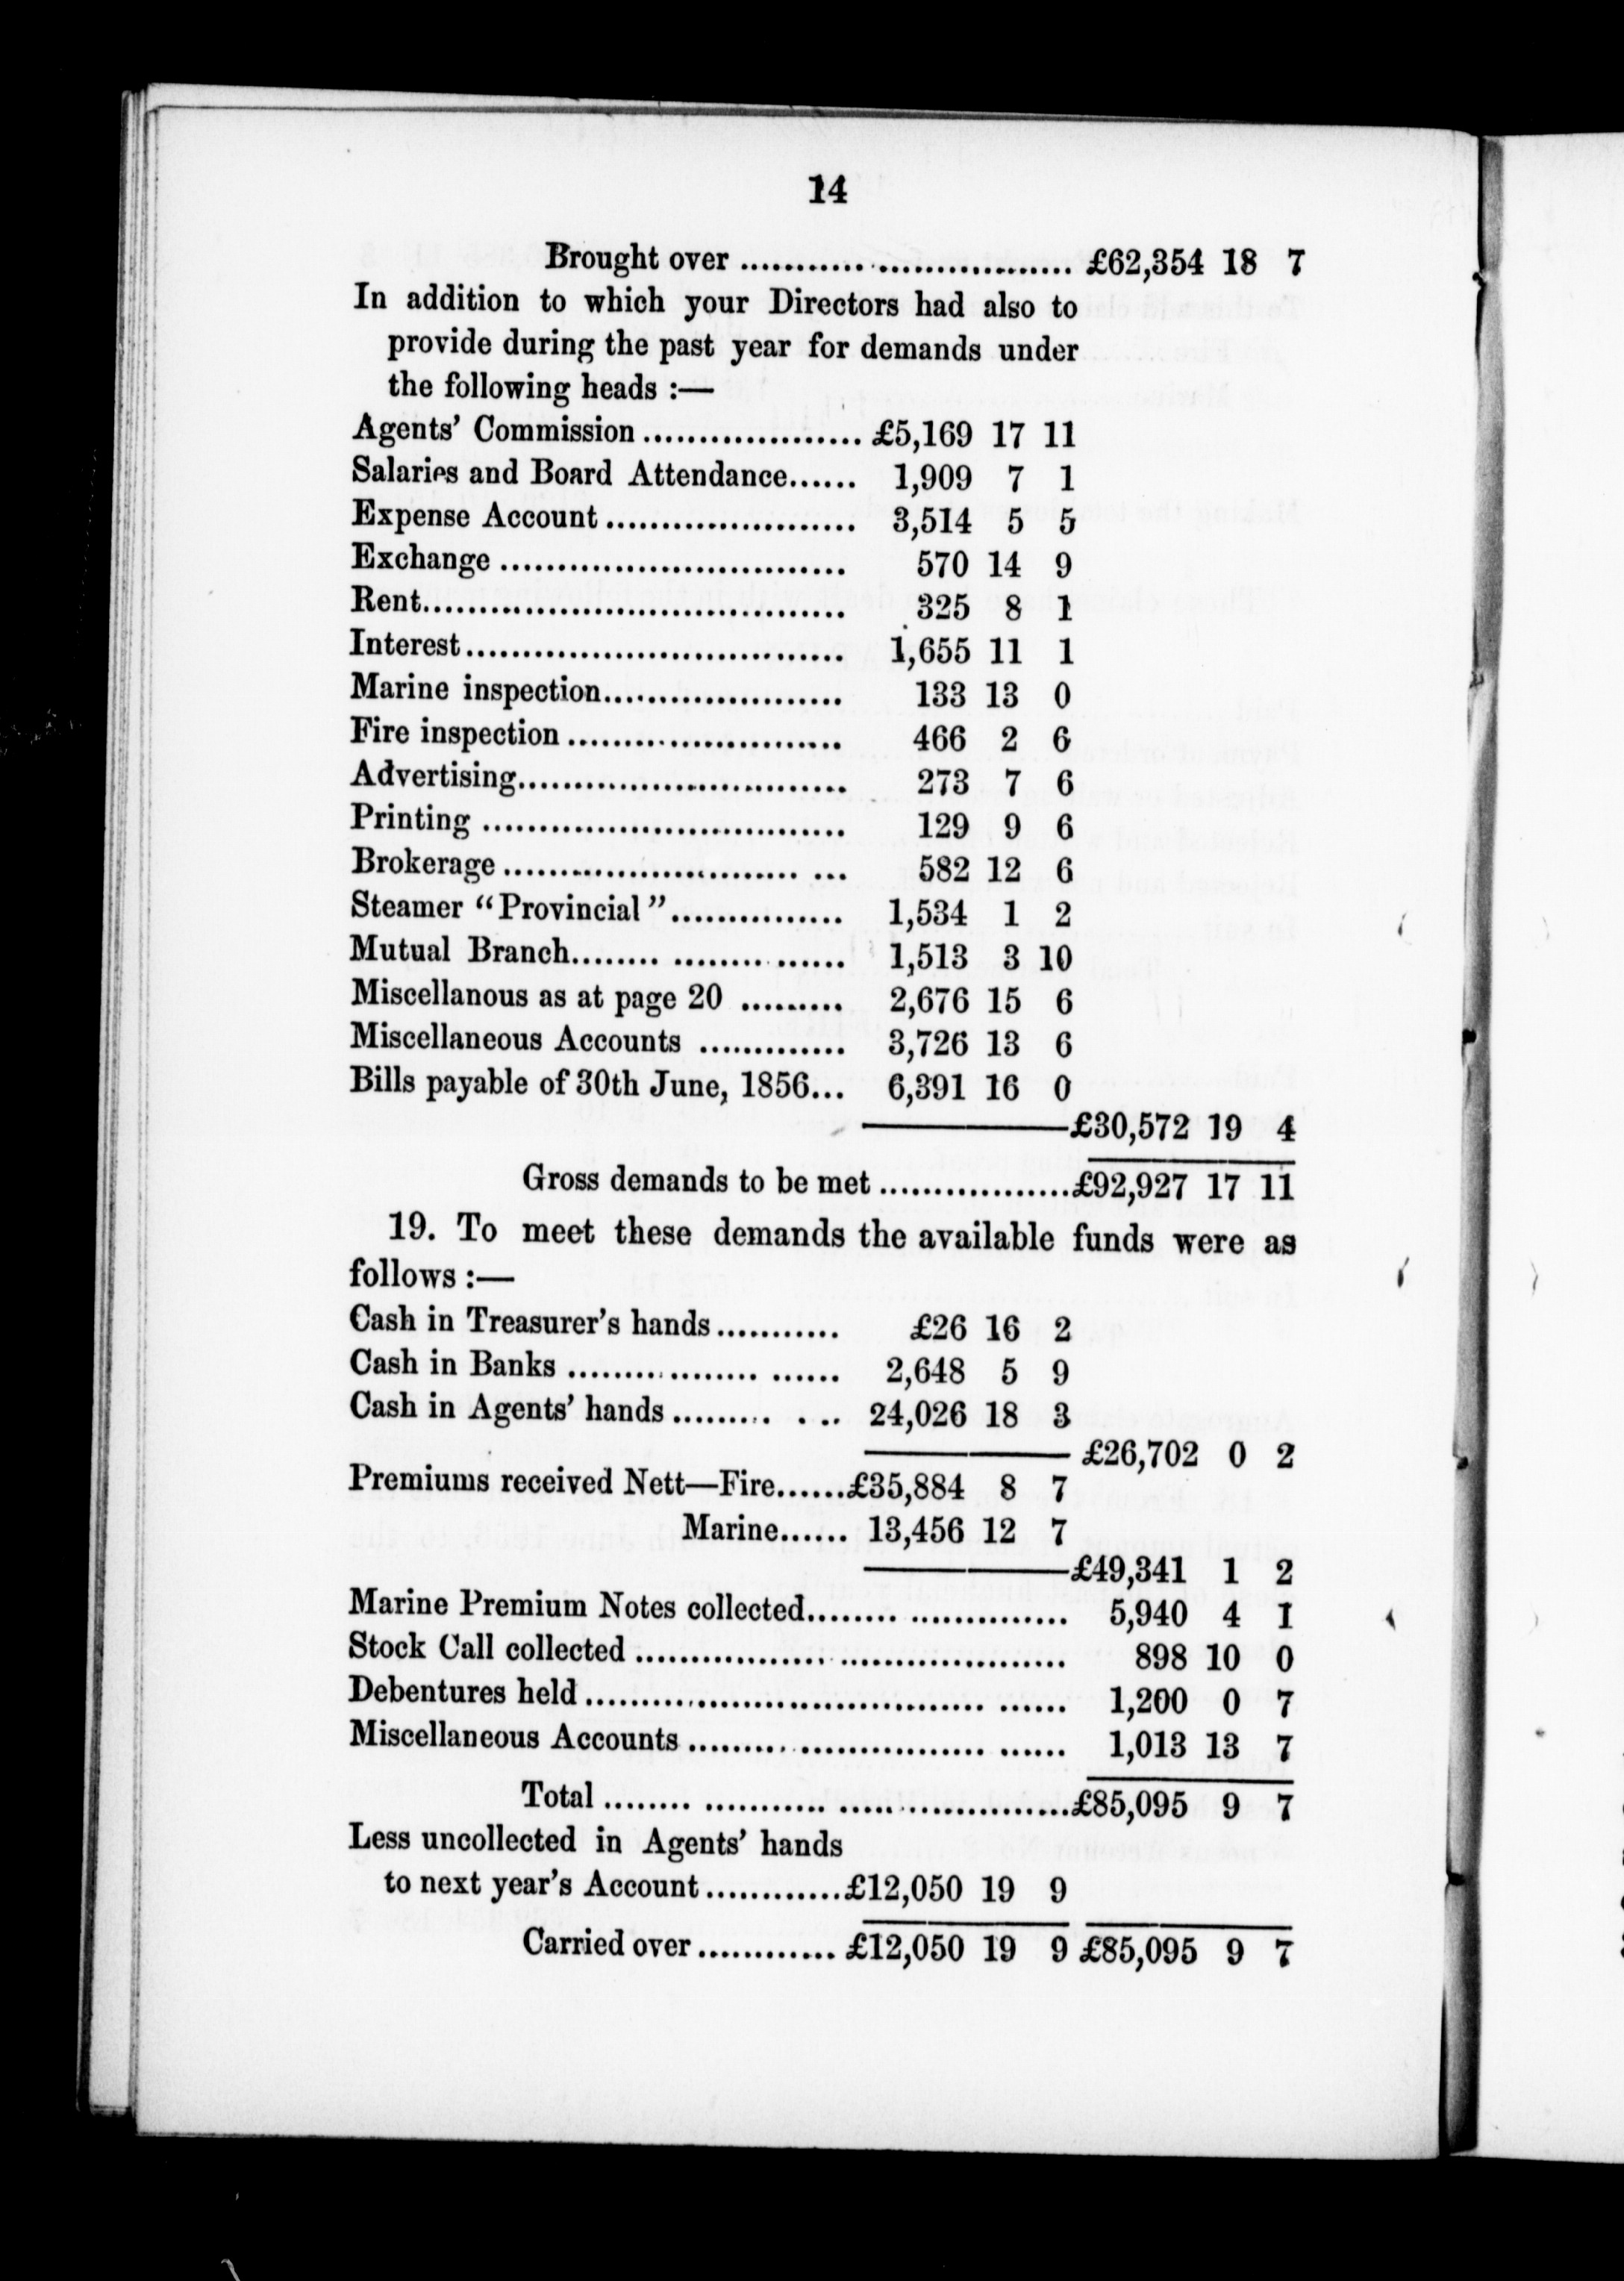 14
Brought over .............................. £62,354 18 7
In addition to which your Directors had also to
provide during the past year for demands under
the following heads :—
Agents' Commission ................... £5,169 17 11
Salaries and Board Attendance...... 1,909 7 1
Expense Account ...................... 3,514 5 5
Exchange .............................. 570 14 9
Rent..................................... 325 8 1
Interest................................. 1,655 11 1
Marine inspection..................... 133 13 0
Fire inspection ........................ 466 2 6
Advertising............................. 273 7 6
Printing ................................ 129 9 6
Brokerage .............................. 582 12 6
Steamer "Provincial"............... 1,534 1 2
Mutual Branch........................ 1,513 3 10
Miscellanous as at page 20 ......... 2,676 15 6
Miscellaneous Accounts ............. 3,726 13 6
Bills payable of 30th June, 1856... 6,391 16 0
£30,572 19 4
Gross demands to be met .................£92,927 17 11
19. To meet these demands the available funds were as
follows :—
Cash in Treasurer's hands........... £26 16 2
Cash in Banks ........................ 2,648 5 9
Cash in Agents' hands ............ 24,026 18 3
£26,702 0 2
Premiums received Nett—Fire......£35,884 8 7
Marine...... 13,456 12 7
£49,341 1 2
Marine Premium Notes collected...................... 5,940 4 1
Stock Call collected ..................................... 898 10 0
Debentures held .......................................... 1,200 0 7
Miscellaneous Accounts ................................ 1,013 13 7
Total ........................................£85,095 9 7
Less uncollected in Agents' hands
to next year's Account ............£12,050 19 9
Carried over ............ £12,050 19 9 £85,095 9 7